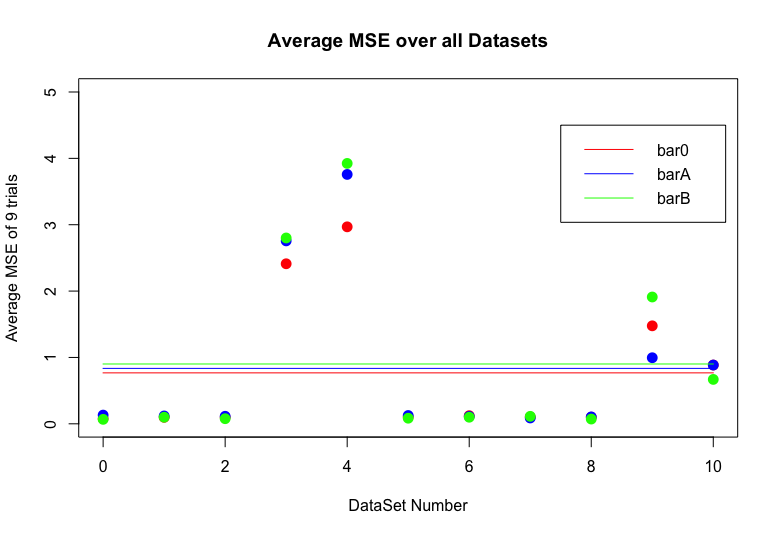 Average MSE over all Datasets
Average MSE of 9 trials
5
4
3
2
1
0
bar0
barA
barB
0 2 4 6 8 10
DataSet Number